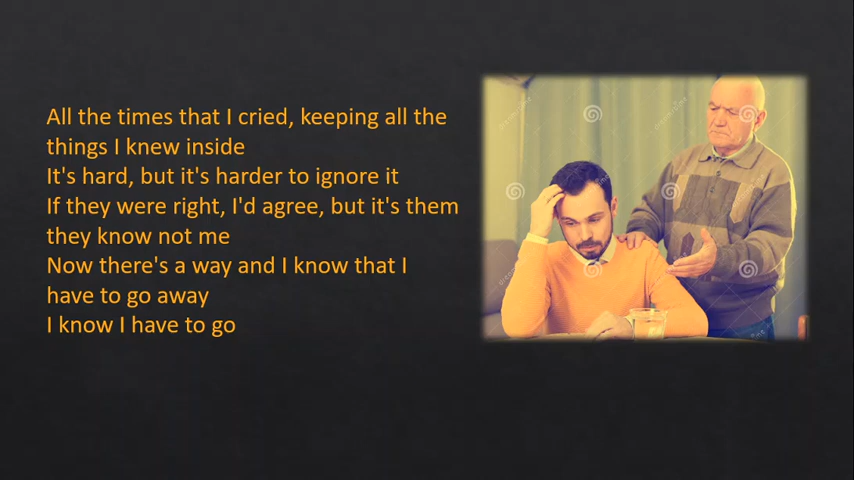 All the times that I cried, keeping all the
things I knew inside
It's hard, but it's harder to ignore it
If they were right, I'd agree, but it's them
they know not me
Now there's a way and I know that I
have to go away
I know I have to go